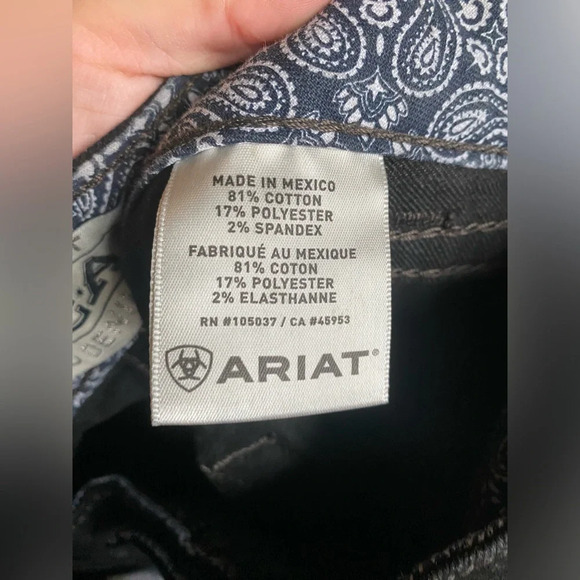 MADE IN MEXICO
81% COTTON
17% POLYESTER
2% SPANDEX
FABRIQUÉ AU MEXIQUE
81% COTON
17% POLYESTER
2% ELASTHANNE
RN #105037 / CA #45953
ARIAT®